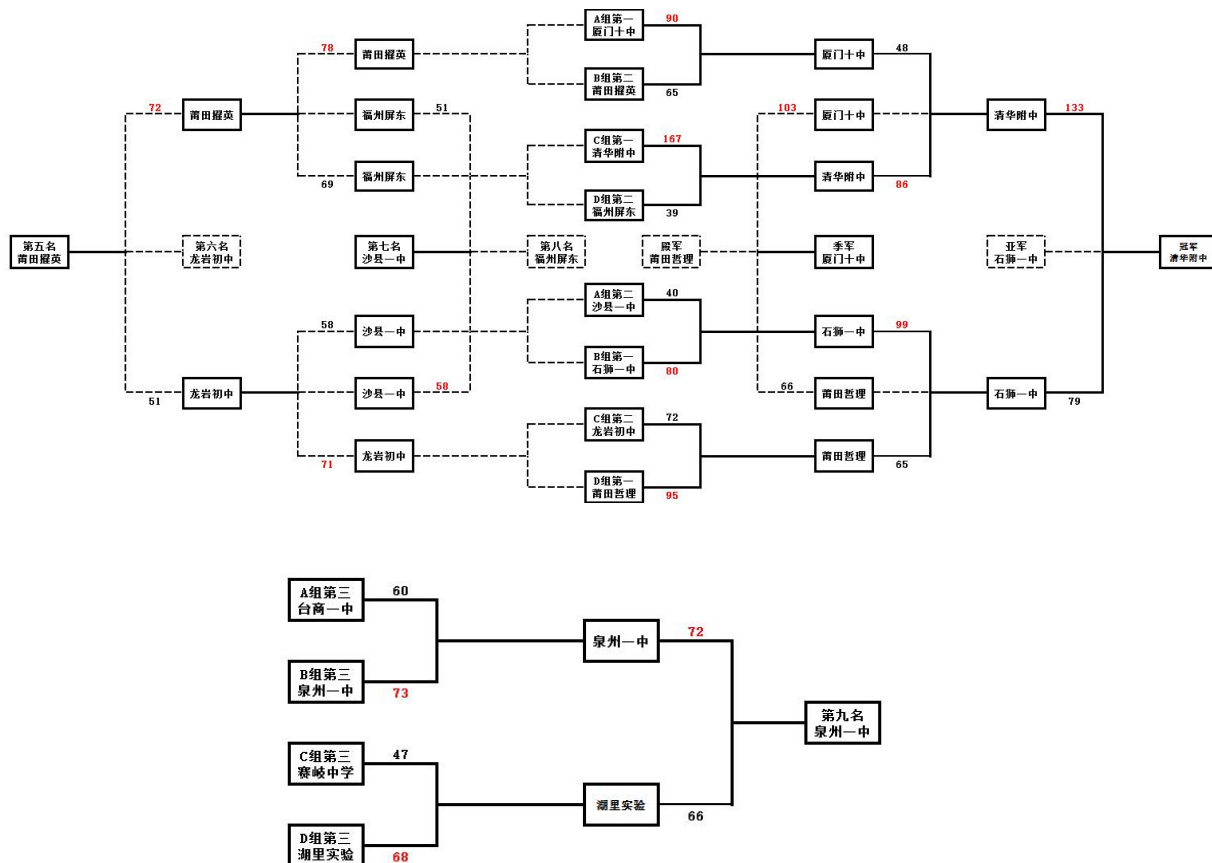 A组第一
厦门十中
90
78
莆田擢英
厦门十中
48
B组第二
莆田擢英
65
72
莆田擢英
福州屏东
51
103
厦门十中
清华附中
133
C组第一
清华附中
167
69
福州屏东
清华附中
86
D组第二
福州屏东
39
第五名
莆田擢英
第六名
龙岩初中
第七名
沙县一中
第八名
福州屏东
殿军
莆田哲理
季军
厦门十中
亚军
石狮一中
冠军
清华附中
A组第二
沙县一中
40
58
沙县一中
石狮一中
99
B组第一
石狮一中
80
51
龙岩初中
沙县一中
58
66
莆田哲理
石狮一中
79
C组第二
龙岩初中
72
71
龙岩初中
莆田哲理
65
D组第一
莆田哲理
95
A组第三
台商一中
60
泉州一中
72
B组第三
泉州一中
73
第九名
泉州一中
C组第三
赛岐中学
47
湖里实验
66
D组第三
湖里实验
68